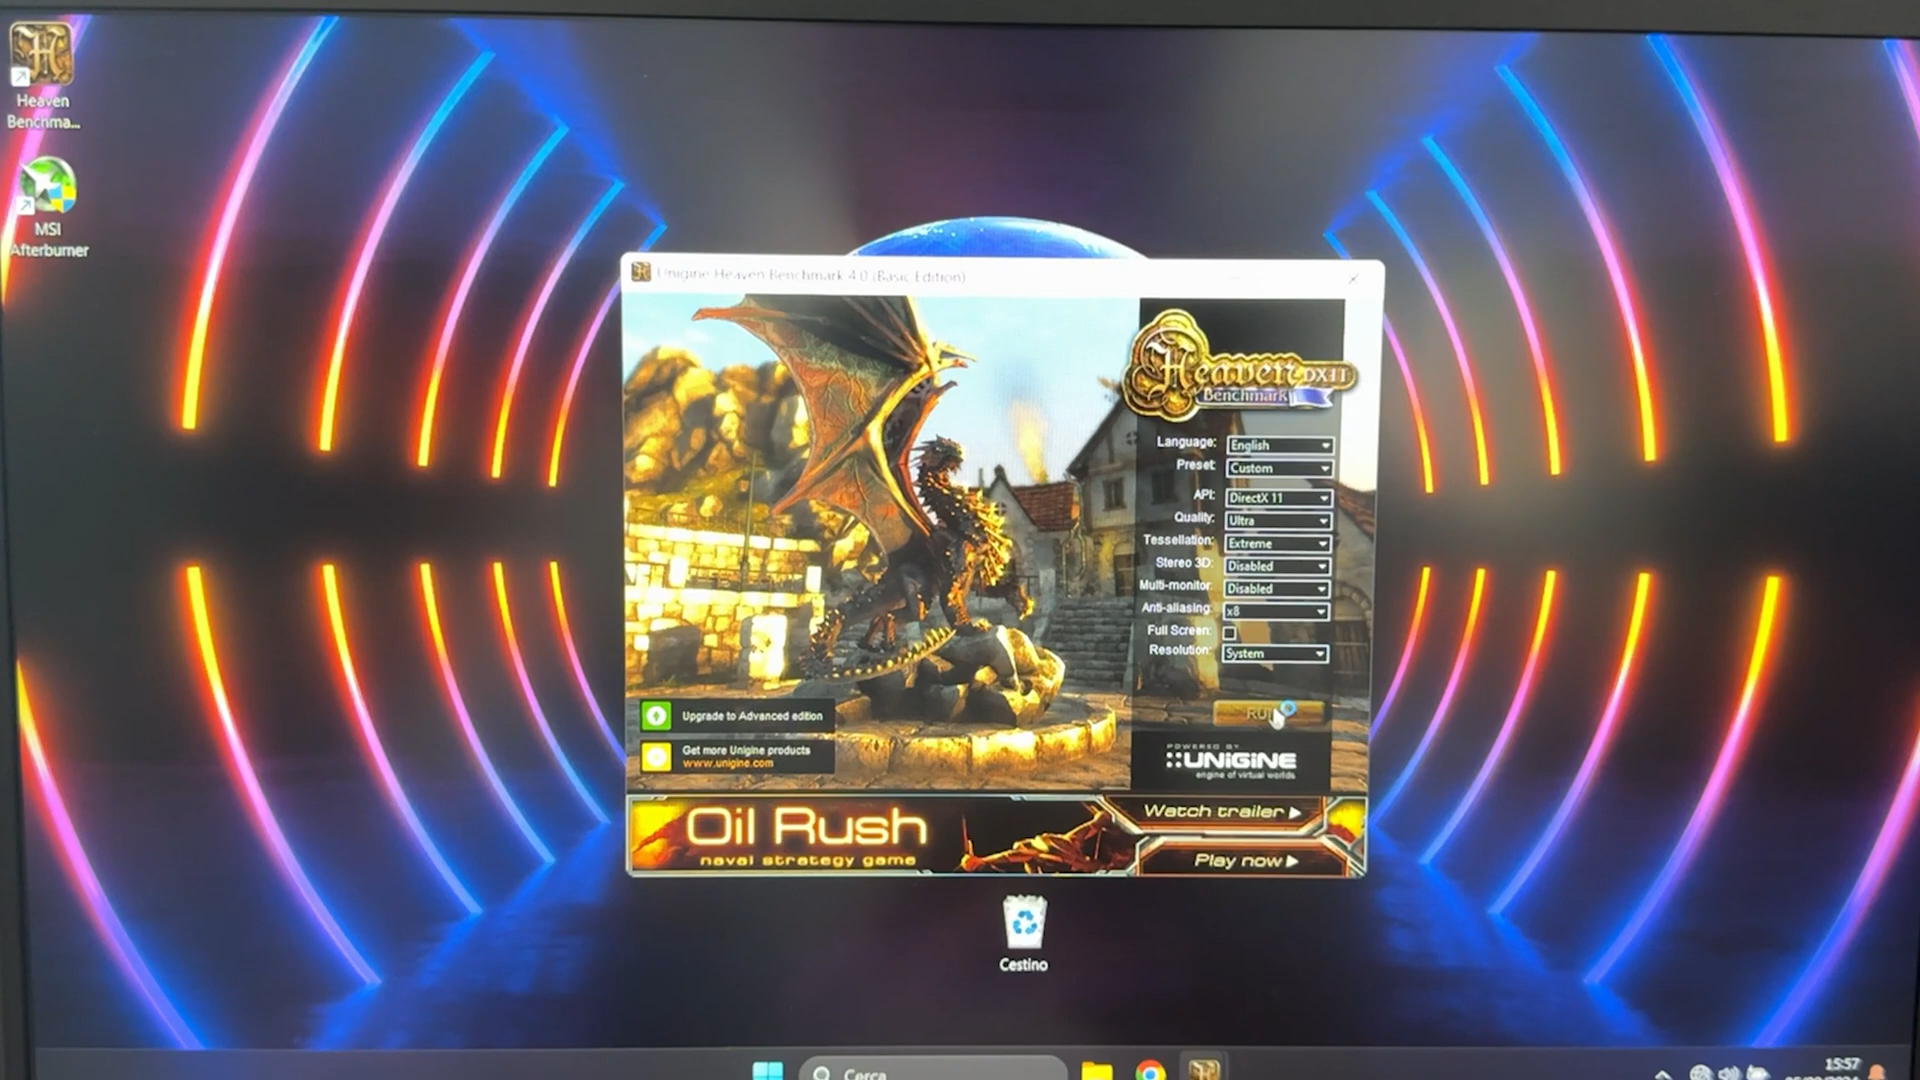 Heaven
Benchma...
MSI
Afterburner
Unigine Heaven Benchmark 4.0 (Basic Edition)
Heaven DX11
Benchmark
Language: English
Preset: Custom
API: DirectX 11
Quality: Ultra
Tessellation: Extreme
Stereo 3D: Disabled
Multi-monitor: Disabled
Anti-aliasing: x8
Full Screen:
Resolution: System
RUN
Upgrade to Advanced edition
Get more Unigine products
www.unigine.com
POWERED BY
UNIGINE
engine of virtual worlds
Oil Rush
naval strategy game
Watch trailer
Play now
Cestino
Cerca
15:57